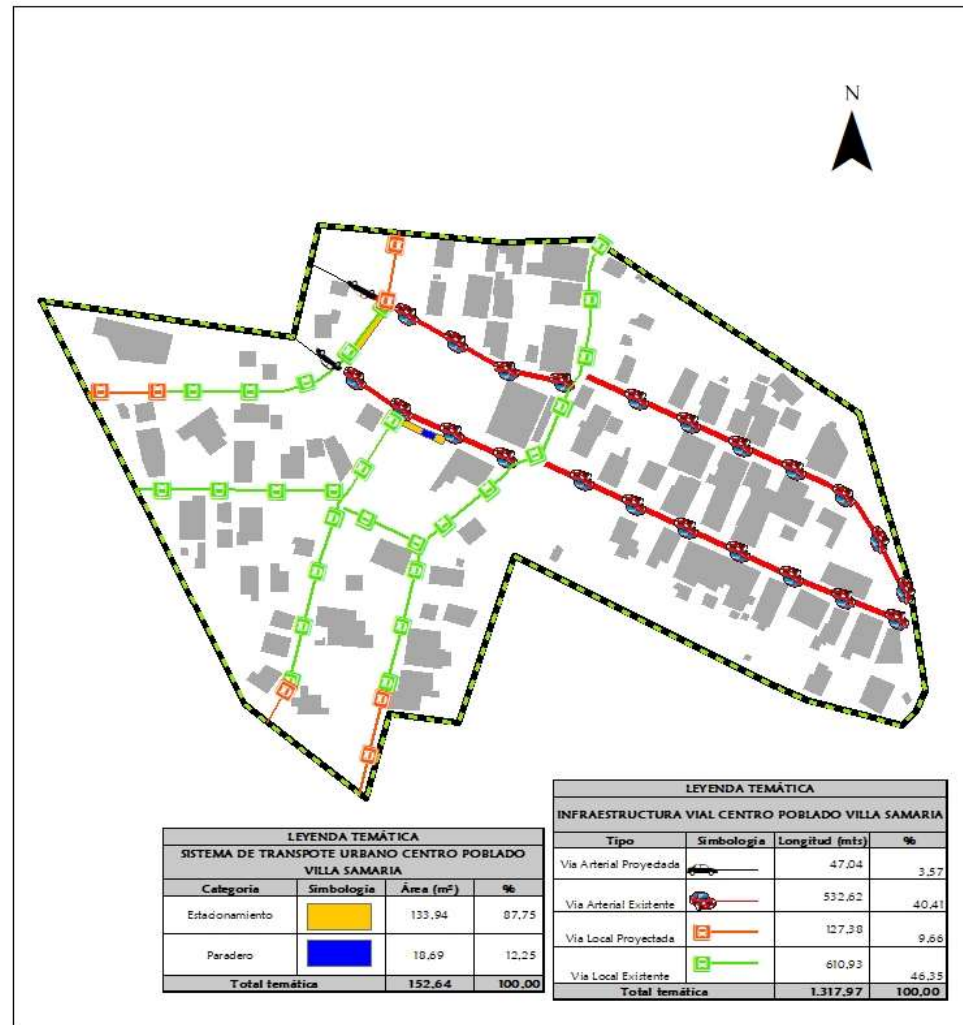 N
LEYENDA TEMÁTICA
SISTEMA DE TRANSPOTE URBANO CENTRO POBLADO
VILLA SAMARIA
Categoría Simbología Área (m²) %
Estacionamiento 133,94 87,75
Paradero 18,69 12,25
Total temática 152,64 100,00
LEYENDA TEMÁTICA
INFRAESTRUCTURA VIAL CENTRO POBLADO VILLA SAMARIA
Tipo Simbología Longitud (mts) %
Via Arterial Proyectada 47,04 3,57
Via Arterial Existente 532,62 40,41
Via Local Proyectada 127,38 9,66
Via Local Existente 610,93 46,35
Total temática 1.317,97 100,00